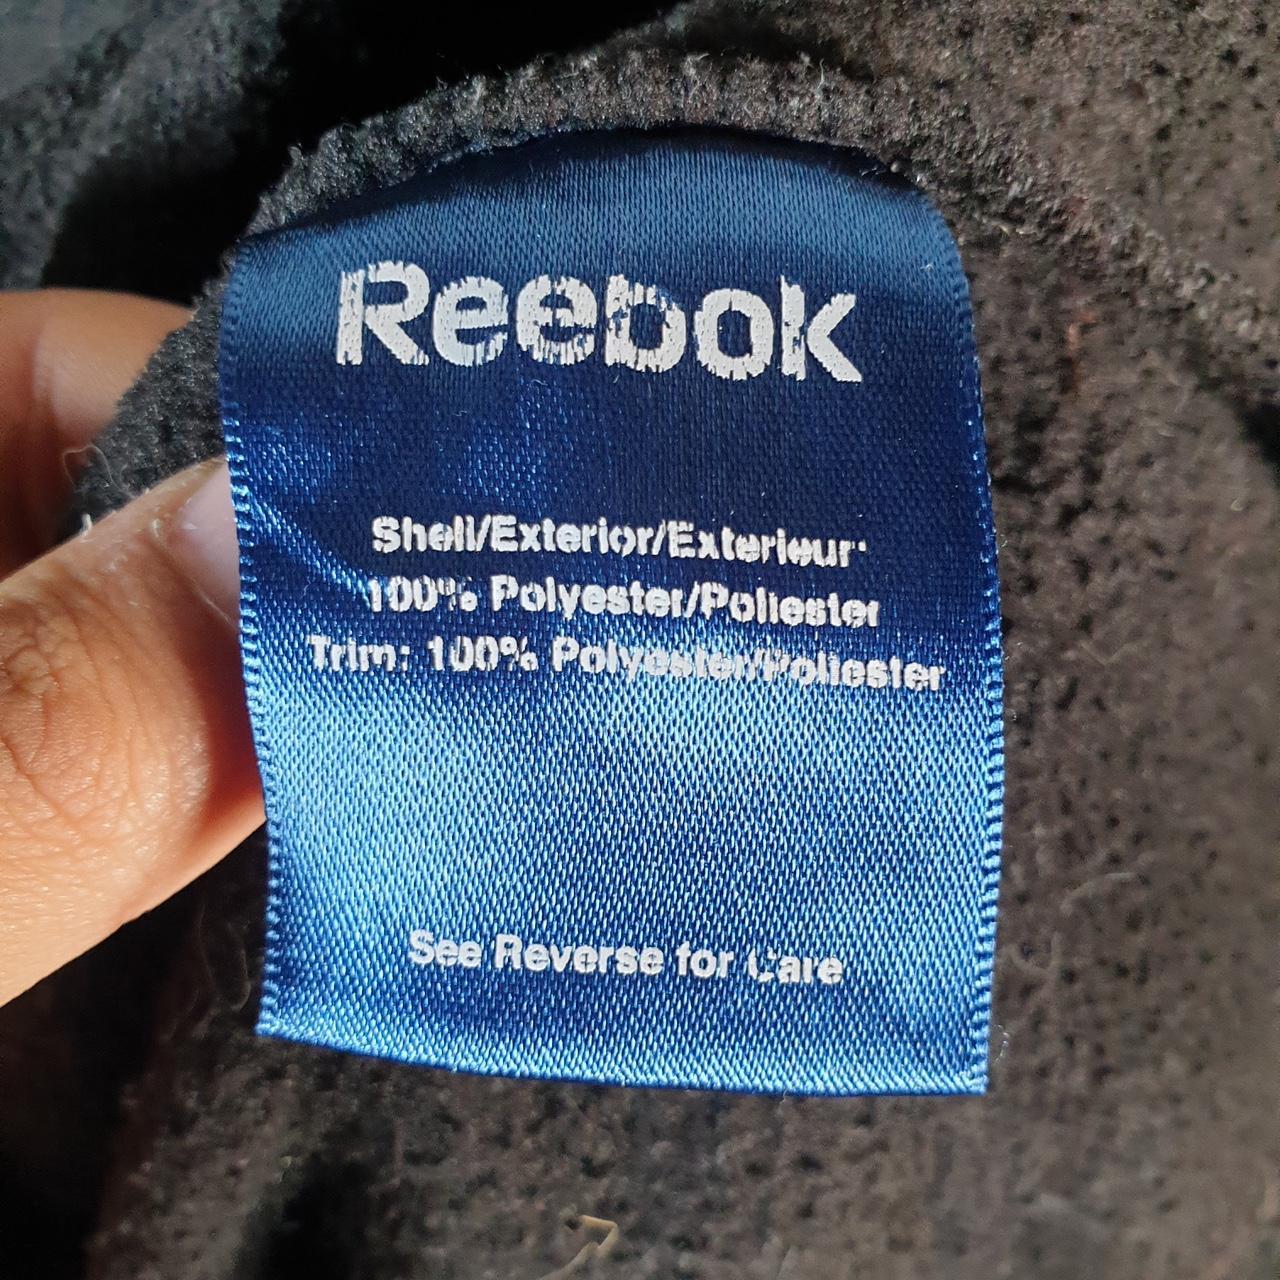 Reebok
Shell/Exterior/Exterieur:
100% Polyester/Poliester
Trim: 100% Polyester/Poliester
See Reverse for Care